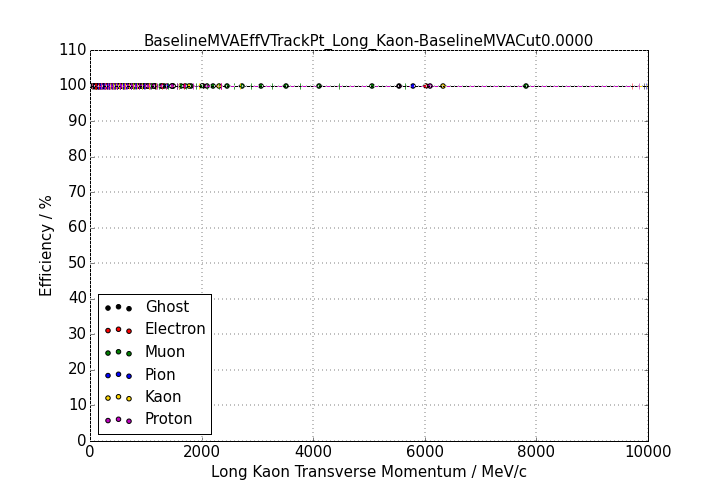 BaselineMVAEffVTrackPt_Long_Kaon-BaselineMVACut0.0000
110
100
90
80
70
60
50
40
30
20
10
0
Efficiency / %
Ghost
Electron
Muon
Pion
Kaon
Proton
0 2000 4000 6000 8000 10000
Long Kaon Transverse Momentum / MeV/c